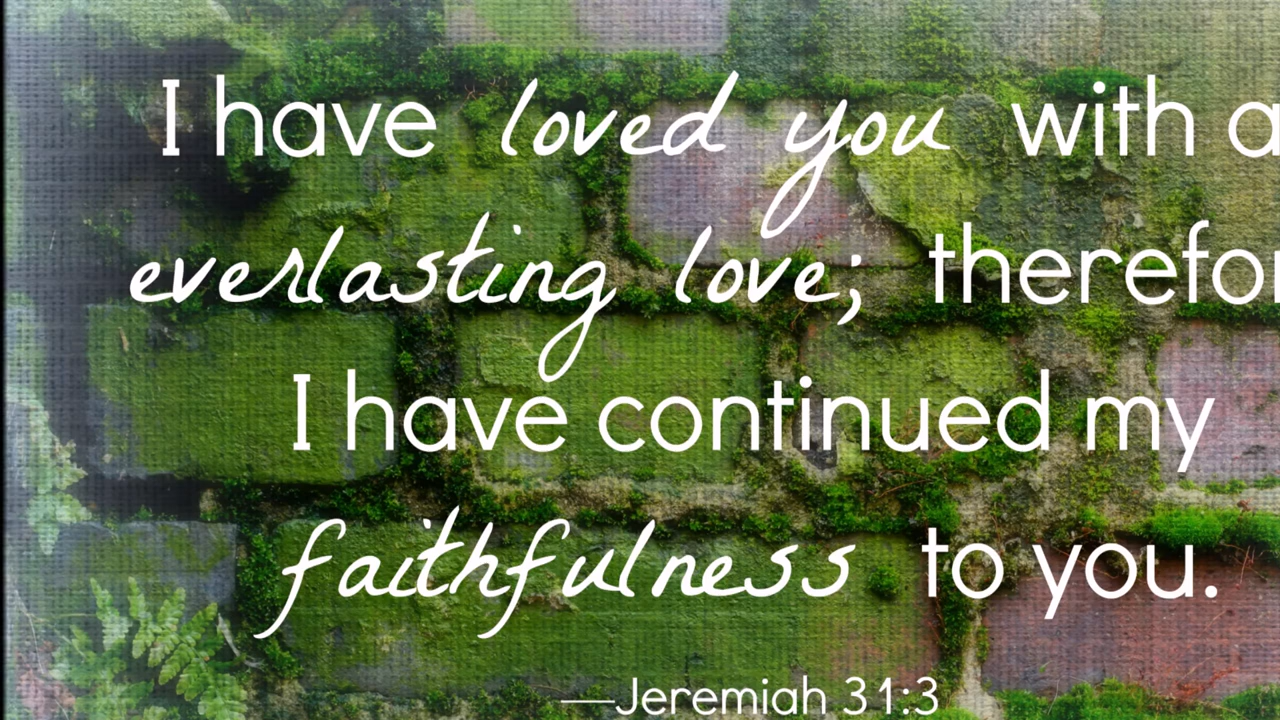 I have loved you with a
everlasting love; therefor
I have continued my
faithfulness to you.
—Jeremiah 31:3